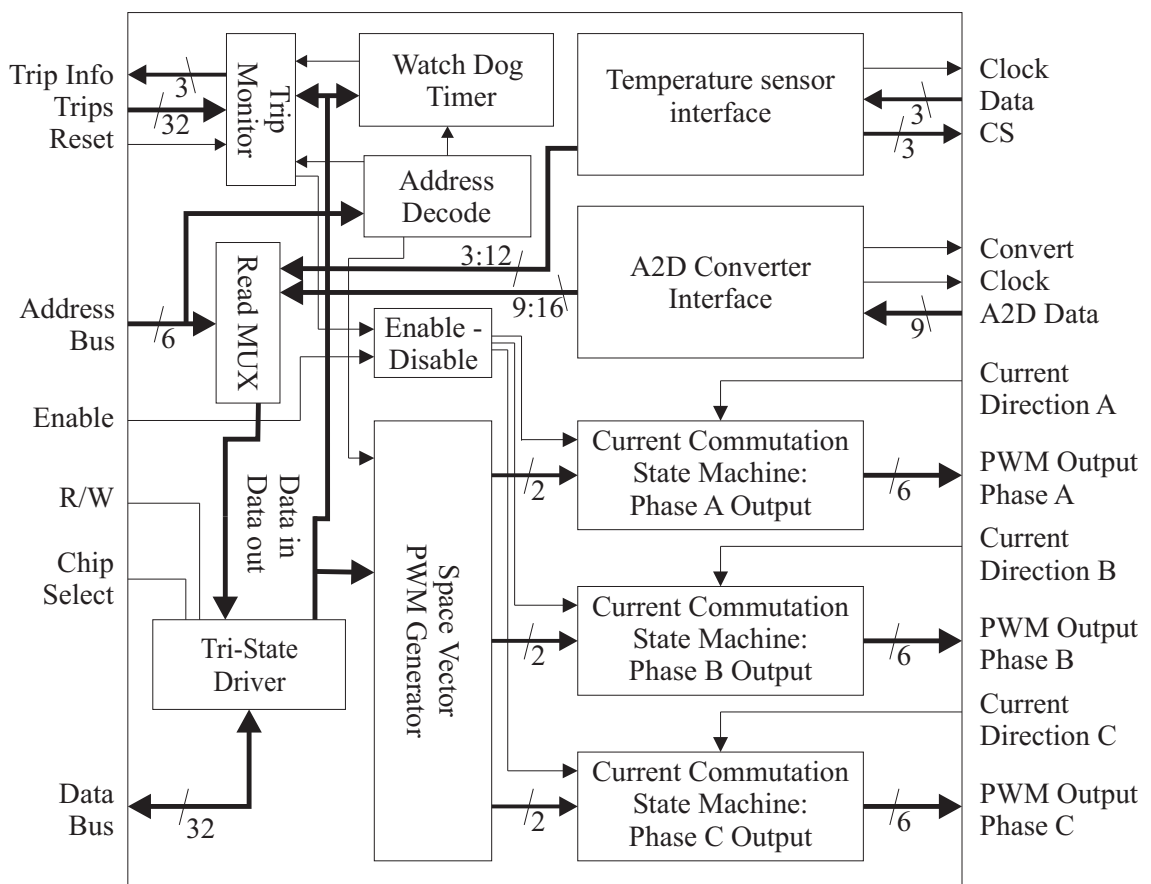 Trip Info
Trips
Reset
3
32
Trip
Monitor
Watch Dog
Timer
Address
Decode
Temperature sensor
interface
3
3
Clock
Data
CS
Address
Bus
6
Read MUX
3:12
9:16
A2D Converter
Interface
9
Convert
Clock
A2D Data
Enable -
Disable
Enable
R/W
Chip
Select
Data in
Data out
Tri-State
Driver
Data
Bus
32
Space Vector
PWM Generator
2
Current Commutation
State Machine:
Phase A Output
6
Current
Direction A
PWM Output
Phase A
2
Current Commutation
State Machine:
Phase B Output
6
Current
Direction B
PWM Output
Phase B
2
Current Commutation
State Machine:
Phase C Output
6
Current
Direction C
PWM Output
Phase C